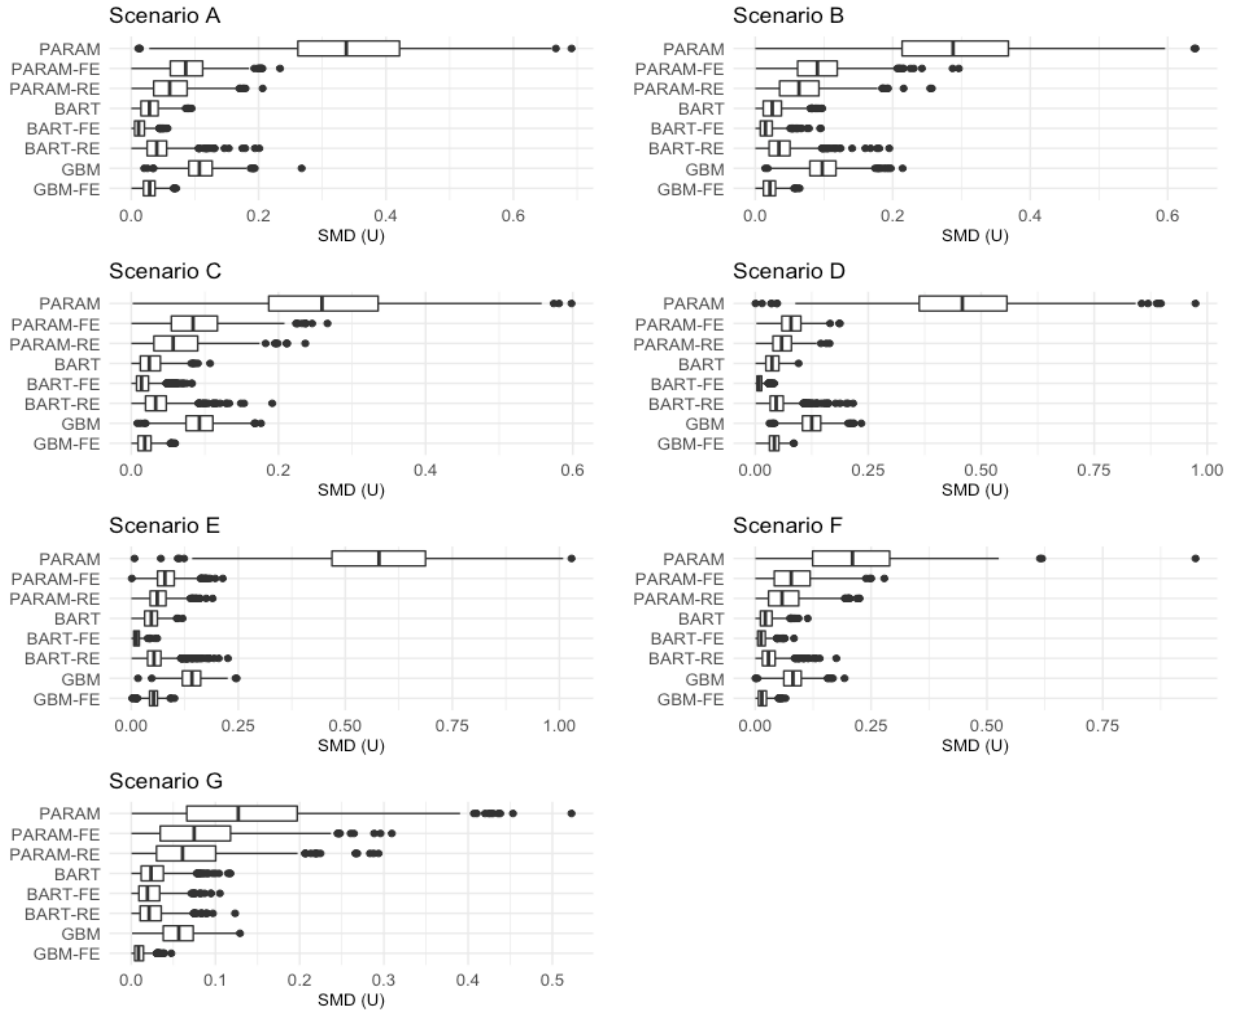 Scenario A
PARAM
PARAM-FE
PARAM-RE
BART
BART-FE
BART-RE
GBM
GBM-FE
0.0 0.2 0.4 0.6
SMD (U)
Scenario B
PARAM
PARAM-FE
PARAM-RE
BART
BART-FE
BART-RE
GBM
GBM-FE
0.0 0.2 0.4 0.6
SMD (U)
Scenario C
PARAM
PARAM-FE
PARAM-RE
BART
BART-FE
BART-RE
GBM
GBM-FE
0.0 0.2 0.4 0.6
SMD (U)
Scenario D
PARAM
PARAM-FE
PARAM-RE
BART
BART-FE
BART-RE
GBM
GBM-FE
0.00 0.25 0.50 0.75 1.00
SMD (U)
Scenario E
PARAM
PARAM-FE
PARAM-RE
BART
BART-FE
BART-RE
GBM
GBM-FE
0.00 0.25 0.50 0.75 1.00
SMD (U)
Scenario F
PARAM
PARAM-FE
PARAM-RE
BART
BART-FE
BART-RE
GBM
GBM-FE
0.00 0.25 0.50 0.75
SMD (U)
Scenario G
PARAM
PARAM-FE
PARAM-RE
BART
BART-FE
BART-RE
GBM
GBM-FE
0.0 0.1 0.2 0.3 0.4 0.5
SMD (U)